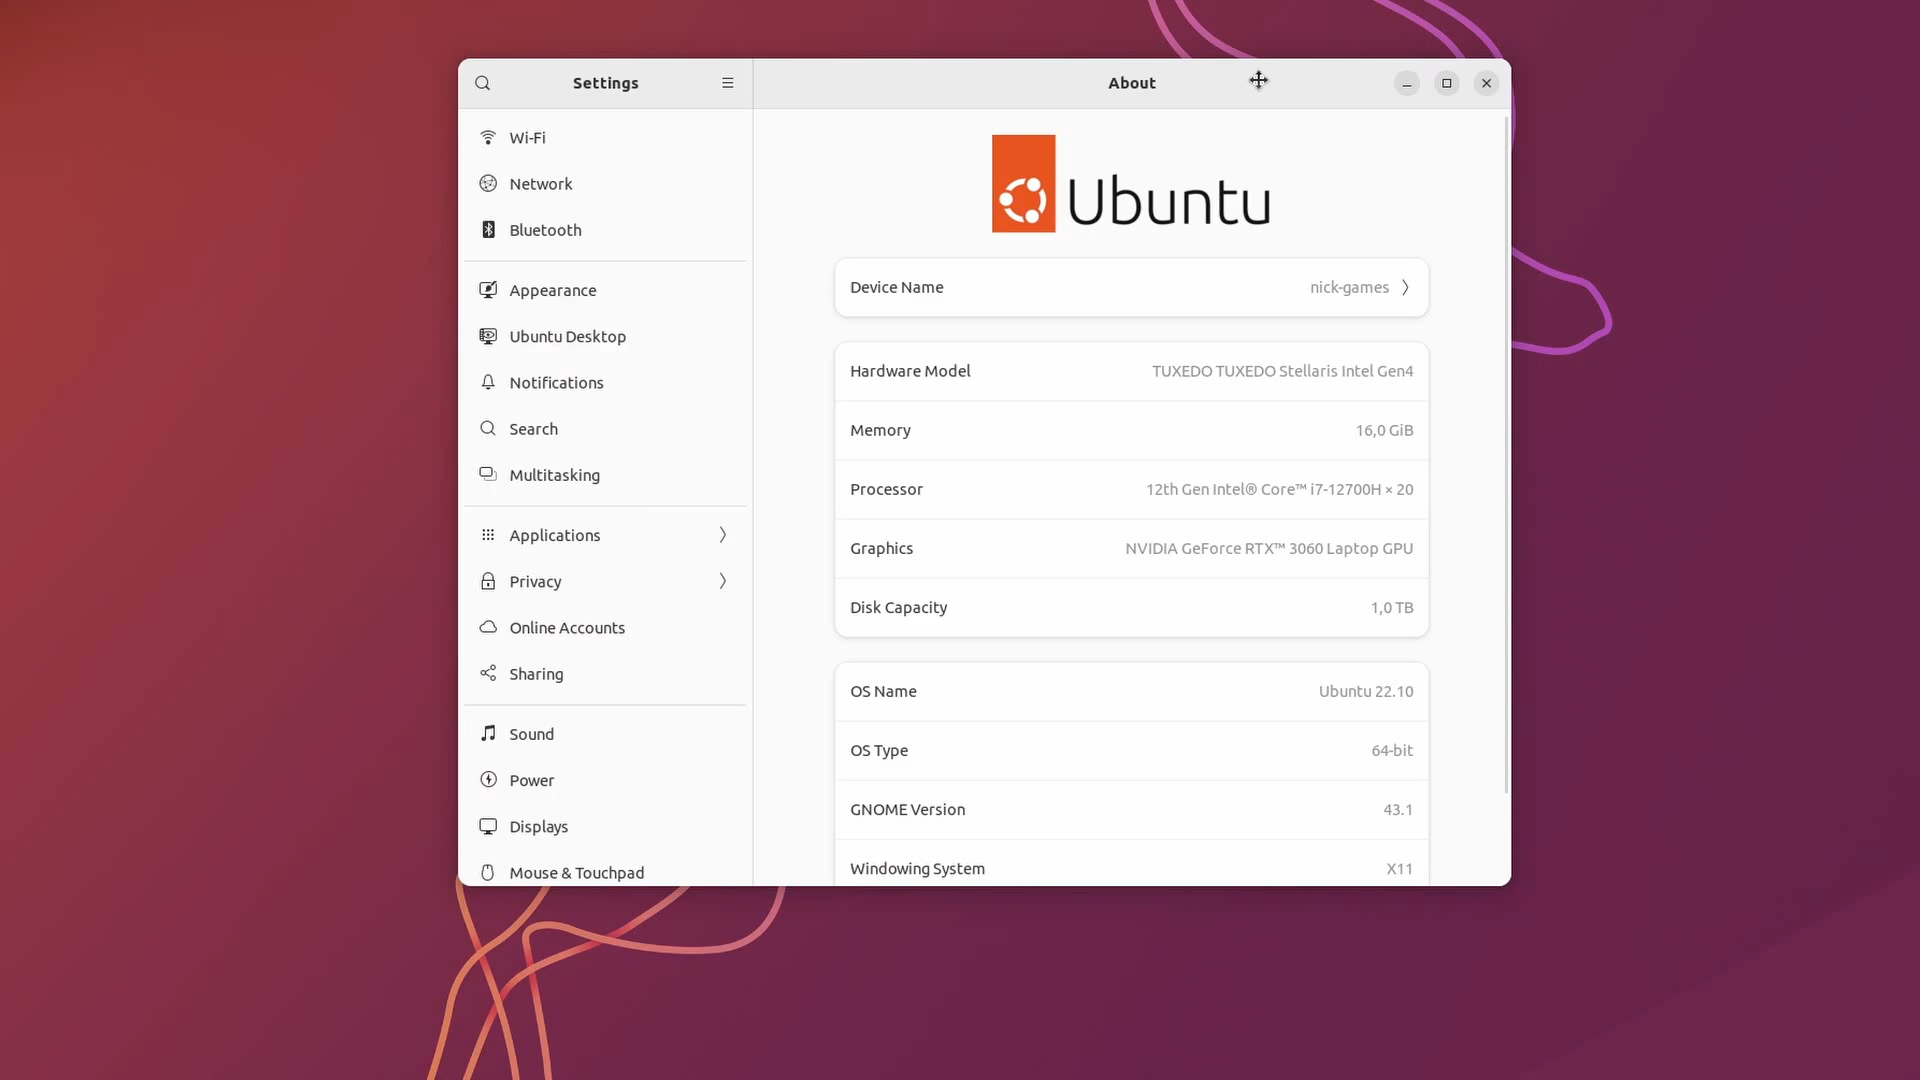 Settings
About
Wi-Fi
Network
Bluetooth
Appearance
Ubuntu Desktop
Notifications
Search
Multitasking
Applications
Privacy
Online Accounts
Sharing
Sound
Power
Displays
Mouse & Touchpad
Ubuntu
Device Name nick-games
Hardware Model TUXEDO TUXEDO Stellaris Intel Gen4
Memory 16,0 GiB
Processor 12th Gen Intel® Core™ i7-12700H × 20
Graphics NVIDIA GeForce RTX™ 3060 Laptop GPU
Disk Capacity 1,0 TB
OS Name Ubuntu 22.10
OS Type 64-bit
GNOME Version 43.1
Windowing System X11